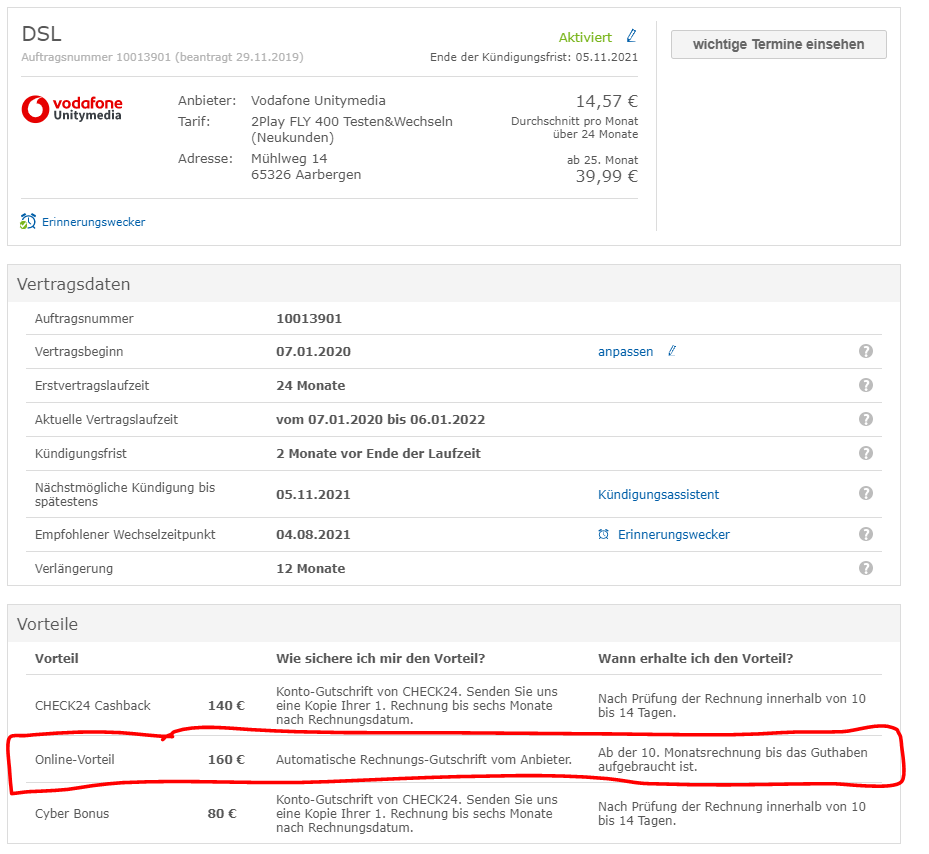 DSL
Aktiviert
Auftragsnummer 10013901 (beantragt 29.11.2019)
Ende der Kündigungsfrist: 05.11.2021
wichtige Termine einsehen
vodafone
Unitymedia
Anbieter: Vodafone Unitymedia
14,57 €
Tarif: 2Play FLY 400 Testen&Wechseln
(Neukunden)
Durchschnitt pro Monat
über 24 Monate
Adresse: Mühlweg 14
65326 Aarbergen
ab 25. Monat
39,99 €
Erinnerungswecker
Vertragsdaten
Auftragsnummer 10013901
Vertragsbeginn 07.01.2020 anpassen ?
Erstvertragslaufzeit 24 Monate ?
Aktuelle Vertragslaufzeit vom 07.01.2020 bis 06.01.2022 ?
Kündigungsfrist 2 Monate vor Ende der Laufzeit ?
Nächstmögliche Kündigung bis
spätestens
05.11.2021 Kündigungsassistent ?
Empfohlener Wechselzeitpunkt 04.08.2021 Erinnerungswecker ?
Verlängerung 12 Monate ?
Vorteile
Vorteil Wie sichere ich mir den Vorteil? Wann erhalte ich den Vorteil?
CHECK24 Cashback 140 €
Konto-Gutschrift von CHECK24. Senden Sie uns
eine Kopie Ihrer 1. Rechnung bis sechs Monate
nach Rechnungsdatum.
Nach Prüfung der Rechnung innerhalb von 10
bis 14 Tagen.
Online-Vorteil 160 € Automatische Rechnungs-Gutschrift vom Anbieter.
Ab der 10. Monatsrechnung bis das Guthaben
aufgebraucht ist.
Cyber Bonus 80 €
Konto-Gutschrift von CHECK24. Senden Sie uns
eine Kopie Ihrer 1. Rechnung bis sechs Monate
nach Rechnungsdatum.
Nach Prüfung der Rechnung innerhalb von 10
bis 14 Tagen.